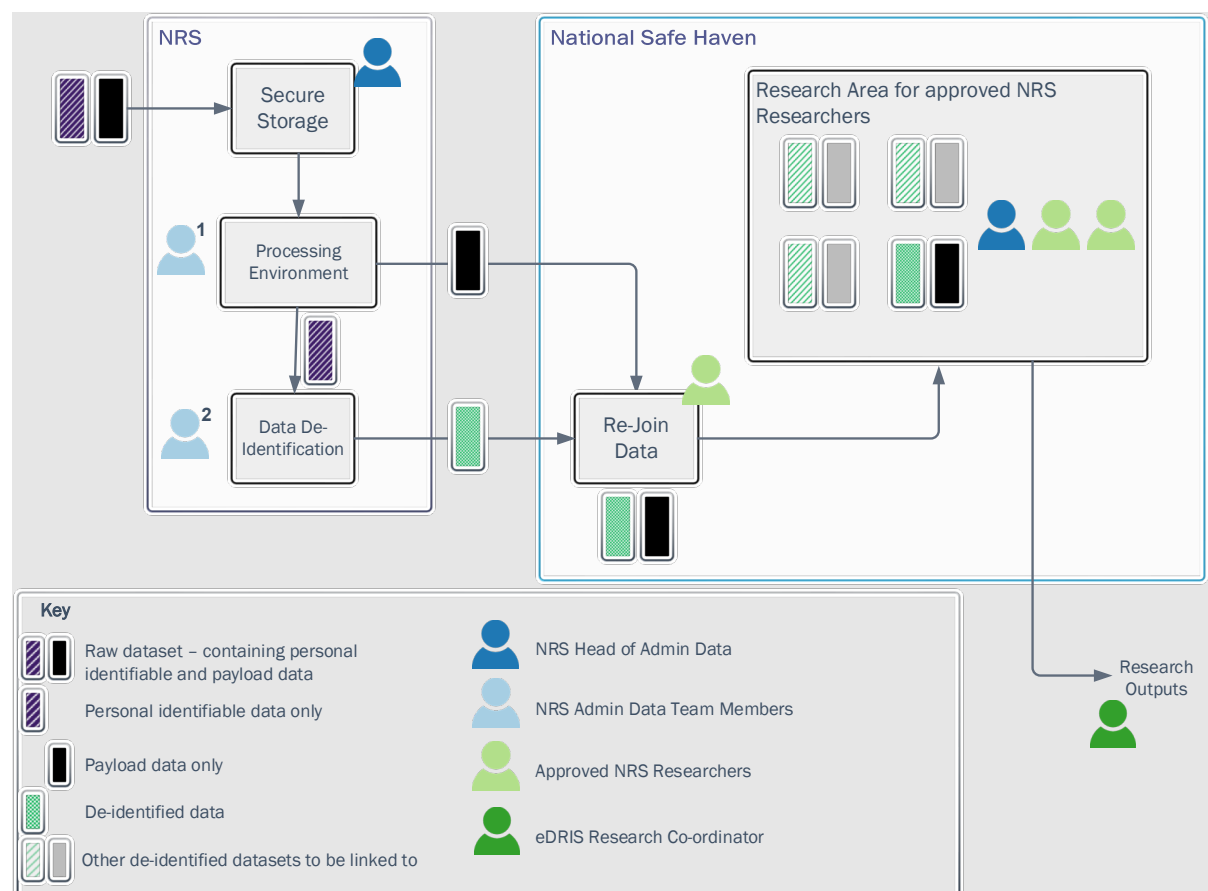 NRS
Secure
Storage
1
Processing
Environment
2
Data De-
Identification
National Safe Haven
Research Area for approved NRS
Researchers
Re-Join
Data
Research
Outputs
Key
Raw dataset – containing personal
identifiable and payload data
Personal identifiable data only
Payload data only
De-identified data
Other de-identified datasets to be linked to
NRS Head of Admin Data
NRS Admin Data Team Members
Approved NRS Researchers
eDRIS Research Co-ordinator